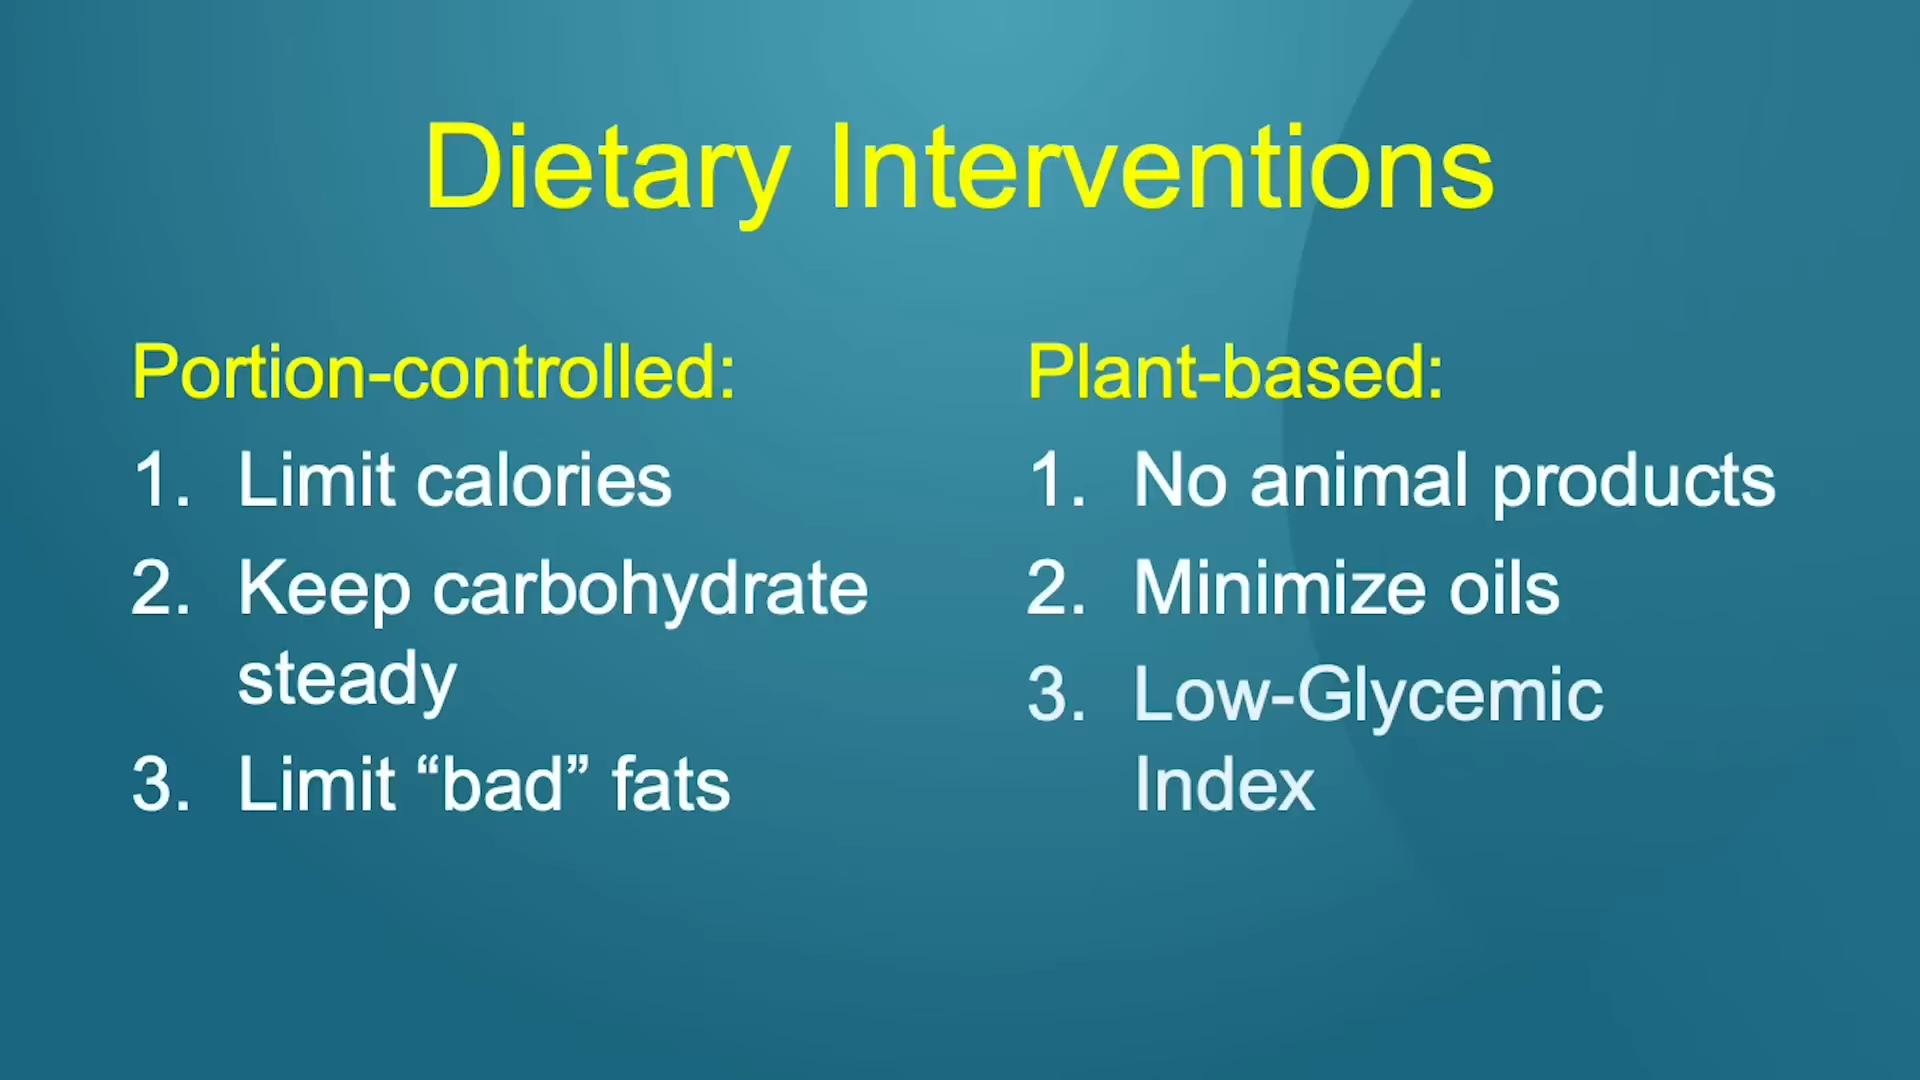 Dietary Interventions
Portion-controlled:
1. Limit calories
2. Keep carbohydrate
steady
3. Limit “bad” fats
Plant-based:
1. No animal products
2. Minimize oils
3. Low-Glycemic
Index